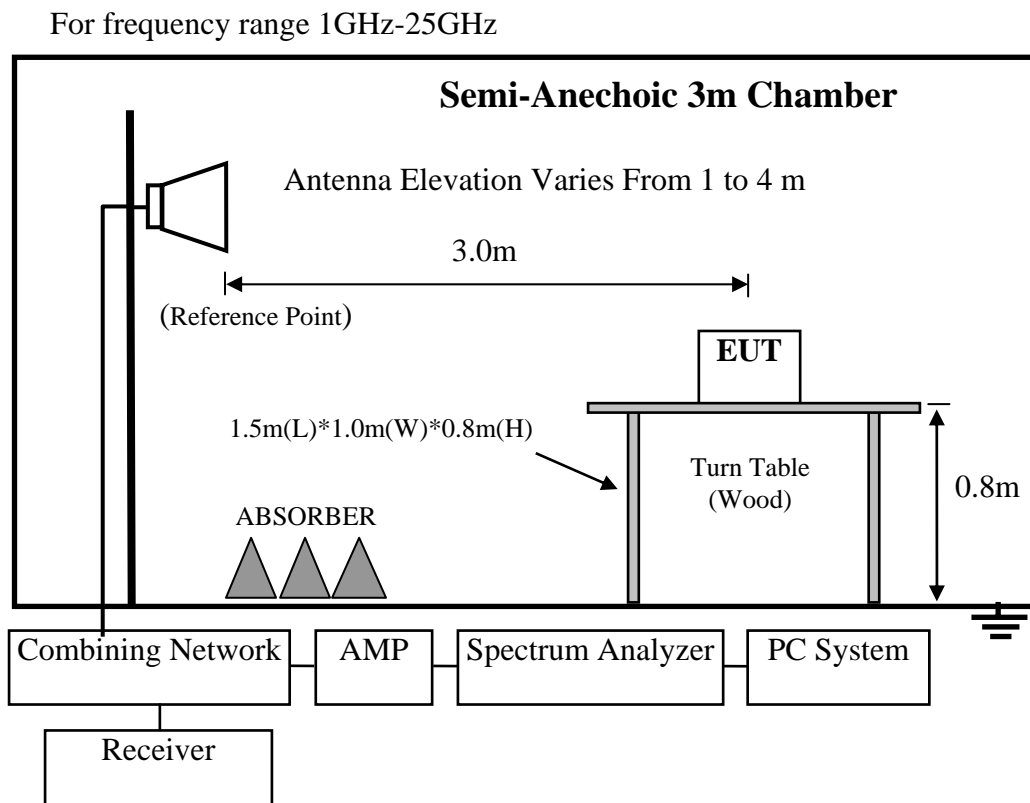 For frequency range 1GHz-25GHz
Semi-Anechoic 3m Chamber
Antenna Elevation Varies From 1 to 4 m
3.0m
(Reference Point)
EUT
1.5m(L)*1.0m(W)*0.8m(H)
Turn Table
(Wood)
0.8m
ABSORBER
Combining Network
AMP
Spectrum Analyzer
PC System
Receiver